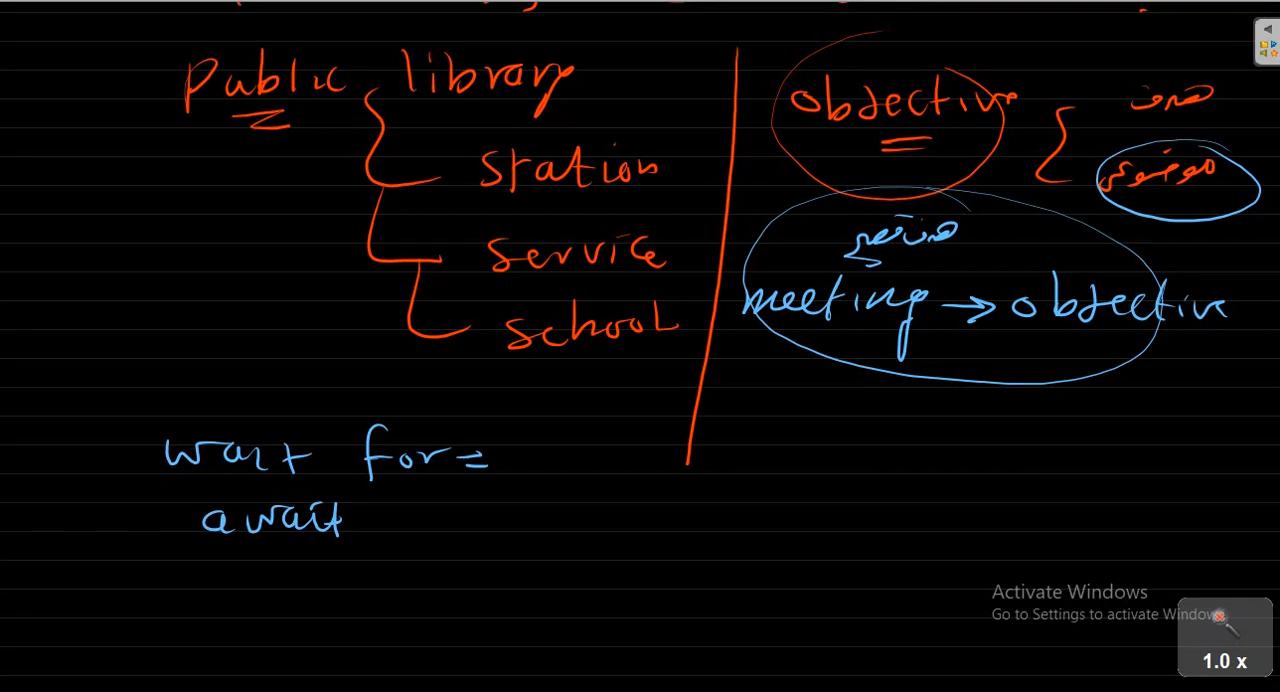 Public library
station
service
school
objective
هدف
موضوعي
meeting → objective
wait for =
await
Activate Windows
Go to Settings to activate Windows
1.0 x